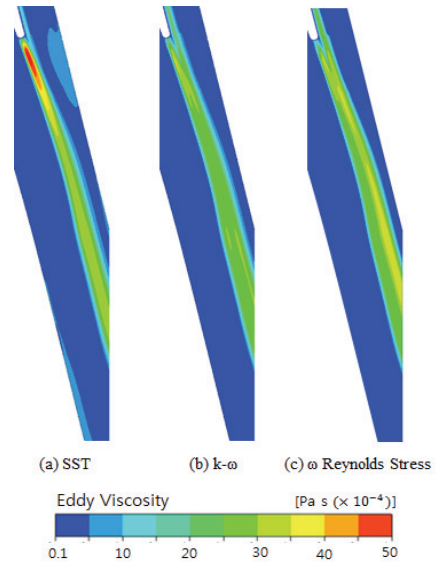 (a) SST (b) k-ω (c) ω Reynolds Stress
Eddy Viscosity [Pa s (× 10⁻⁴)]
0.1 10 20 30 40 50